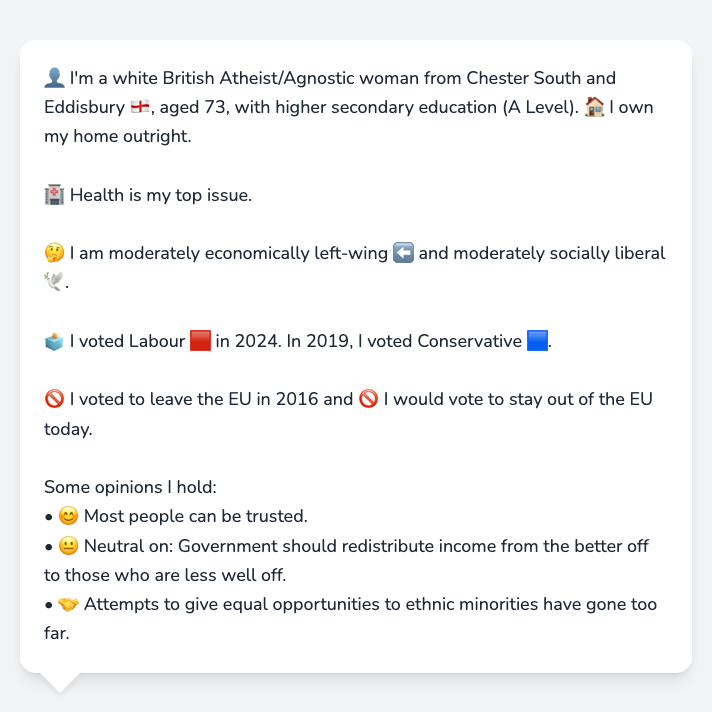 👤 I'm a white British Atheist/Agnostic woman from Chester South and
Eddisbury 🏴󠁧󠁢󠁥󠁮󠁧󠁿, aged 73, with higher secondary education (A Level). 🏠 I own
my home outright.
🏥 Health is my top issue.
🤔 I am moderately economically left-wing ⬅️ and moderately socially liberal
🕊️.
🗳️ I voted Labour 🟥 in 2024. In 2019, I voted Conservative 🟦.
🚫 I voted to leave the EU in 2016 and 🚫 I would vote to stay out of the EU
today.
Some opinions I hold:
• 😊 Most people can be trusted.
• 😐 Neutral on: Government should redistribute income from the better off
to those who are less well off.
• 🤝 Attempts to give equal opportunities to ethnic minorities have gone too
far.